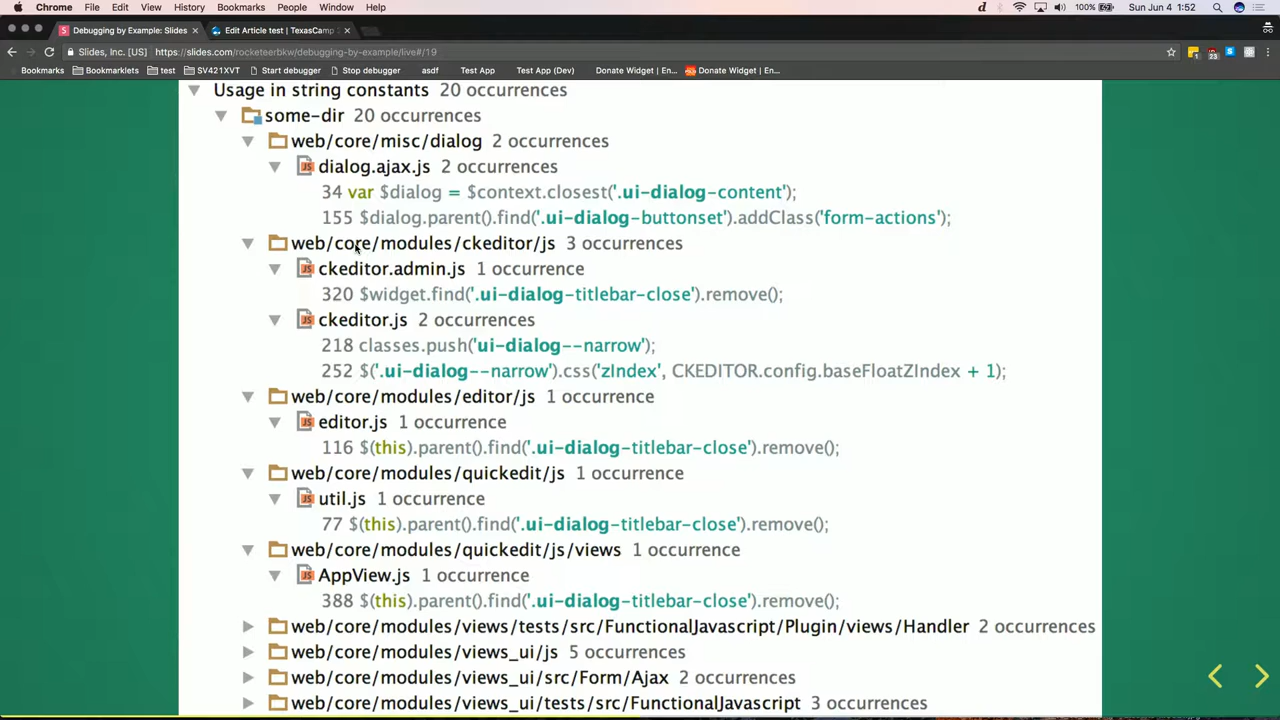 Chrome File Edit View History Bookmarks People Window Help
100% Sun Jun 4 1:52
Debugging by Example: Slides
Edit Article test | TexasCamp
Slides, Inc. [US] https://slides.com/rocketeerbkw/debugging-by-example/live#/19
Bookmarks Bookmarklets test SV421XVT Start debugger Stop debugger asdf Test App Test App (Dev) Donate Widget | En... Donate Widget | En...
Usage in string constants 20 occurrences
some-dir 20 occurrences
web/core/misc/dialog 2 occurrences
dialog.ajax.js 2 occurrences
34 var $dialog = $context.closest('.ui-dialog-content');
155 $dialog.parent().find('.ui-dialog-buttonset').addClass('form-actions');
web/core/modules/ckeditor/js 3 occurrences
ckeditor.admin.js 1 occurrence
320 $widget.find('.ui-dialog-titlebar-close').remove();
ckeditor.js 2 occurrences
218 classes.push('ui-dialog--narrow');
252 $('.ui-dialog--narrow').css('zIndex', CKEDITOR.config.baseFloatZIndex + 1);
web/core/modules/editor/js 1 occurrence
editor.js 1 occurrence
116 $(this).parent().find('.ui-dialog-titlebar-close').remove();
web/core/modules/quickedit/js 1 occurrence
util.js 1 occurrence
77 $(this).parent().find('.ui-dialog-titlebar-close').remove();
web/core/modules/quickedit/js/views 1 occurrence
AppView.js 1 occurrence
388 $(this).parent().find('.ui-dialog-titlebar-close').remove();
web/core/modules/views/tests/src/FunctionalJavascript/Plugin/views/Handler 2 occurrences
web/core/modules/views_ui/js 5 occurrences
web/core/modules/views_ui/src/Form/Ajax 2 occurrences
web/core/modules/views_ui/tests/src/FunctionalJavascript 3 occurrences